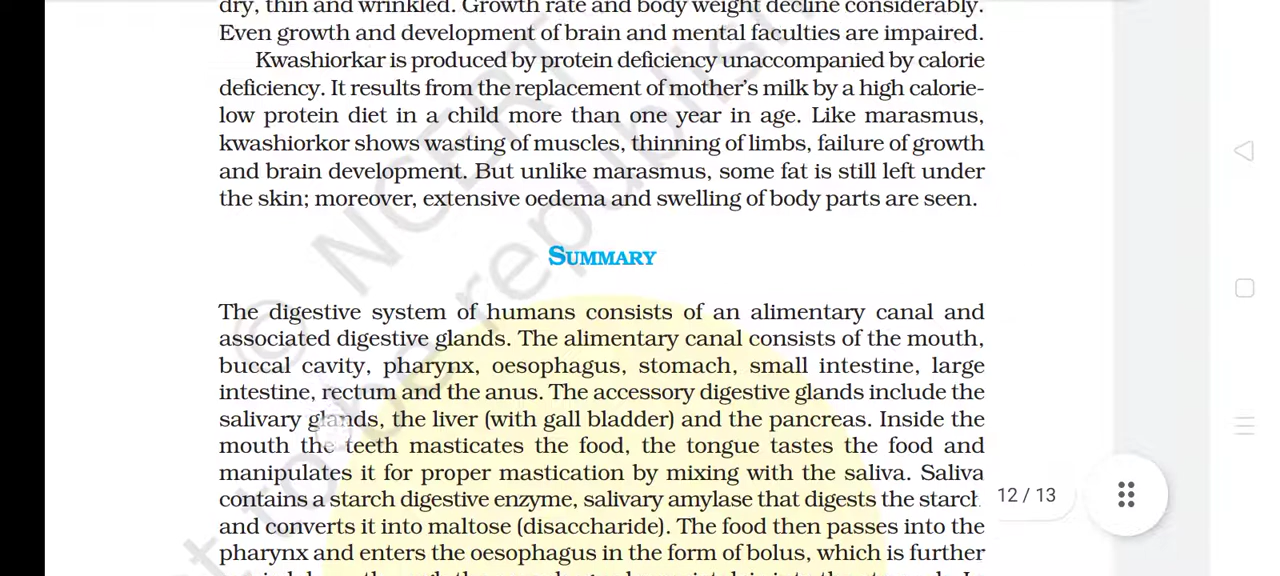 dry, thin and wrinkled. Growth rate and body weight decline considerably.
Even growth and development of brain and mental faculties are impaired.
Kwashiorkar is produced by protein deficiency unaccompanied by calorie
deficiency. It results from the replacement of mother's milk by a high calorie-
low protein diet in a child more than one year in age. Like marasmus,
kwashiorkor shows wasting of muscles, thinning of limbs, failure of growth
and brain development. But unlike marasmus, some fat is still left under
the skin; moreover, extensive oedema and swelling of body parts are seen.
SUMMARY
The digestive system of humans consists of an alimentary canal and
associated digestive glands. The alimentary canal consists of the mouth,
buccal cavity, pharynx, oesophagus, stomach, small intestine, large
intestine, rectum and the anus. The accessory digestive glands include the
salivary glands, the liver (with gall bladder) and the pancreas. Inside the
mouth the teeth masticates the food, the tongue tastes the food and
manipulates it for proper mastication by mixing with the saliva. Saliva
contains a starch digestive enzyme, salivary amylase that digests the starch
and converts it into maltose (disaccharide). The food then passes into the
pharynx and enters the oesophagus in the form of bolus, which is further
12 / 13
© NCERT
not to be republish